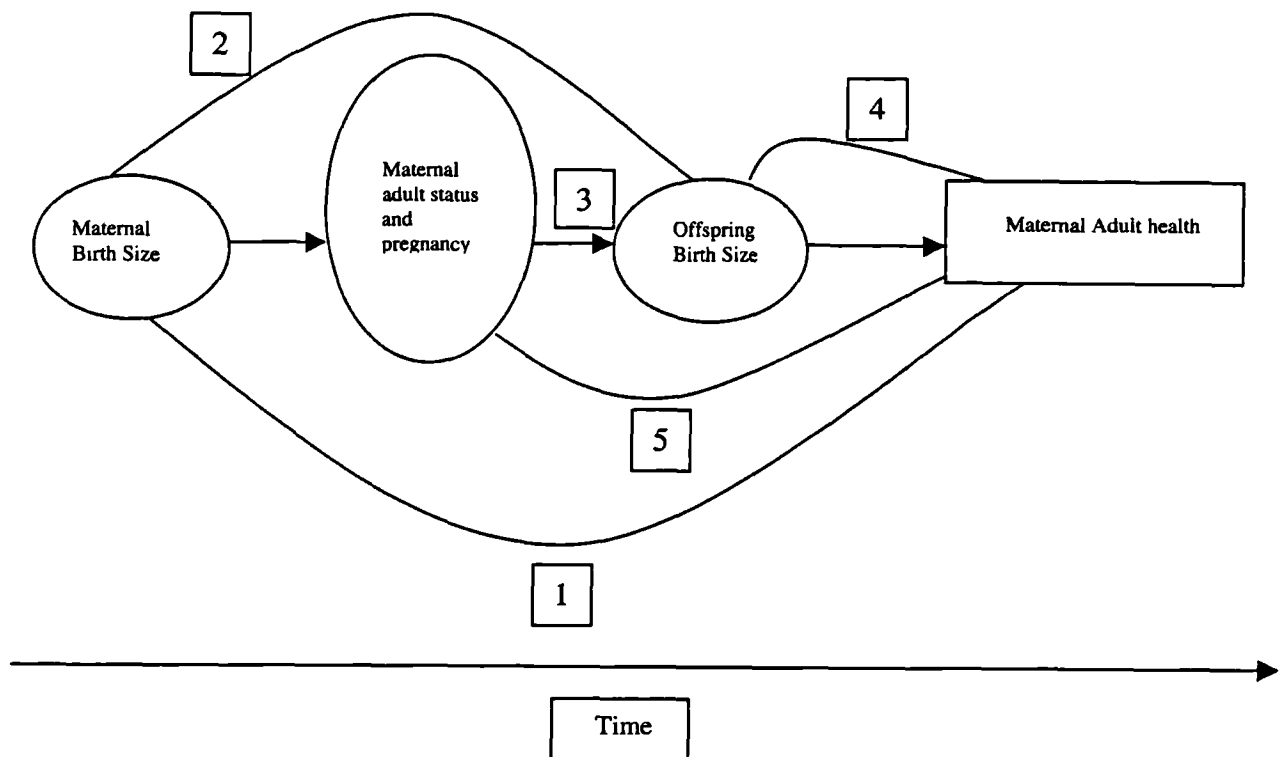 2
4
Maternal
adult status
and
pregnancy
3
Maternal
Birth Size
Offspring
Birth Size
Maternal Adult health
5
1
Time